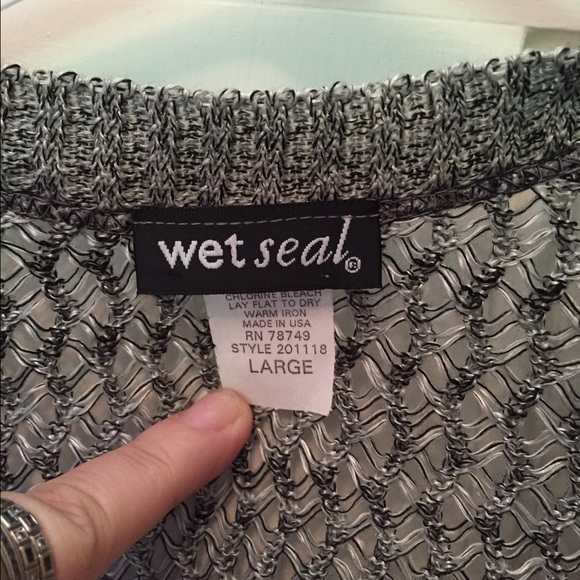 wet seal®
CHLORINE BLEACH
LAY FLAT TO DRY
WARM IRON
MADE IN USA
RN 78749
STYLE 201118
LARGE